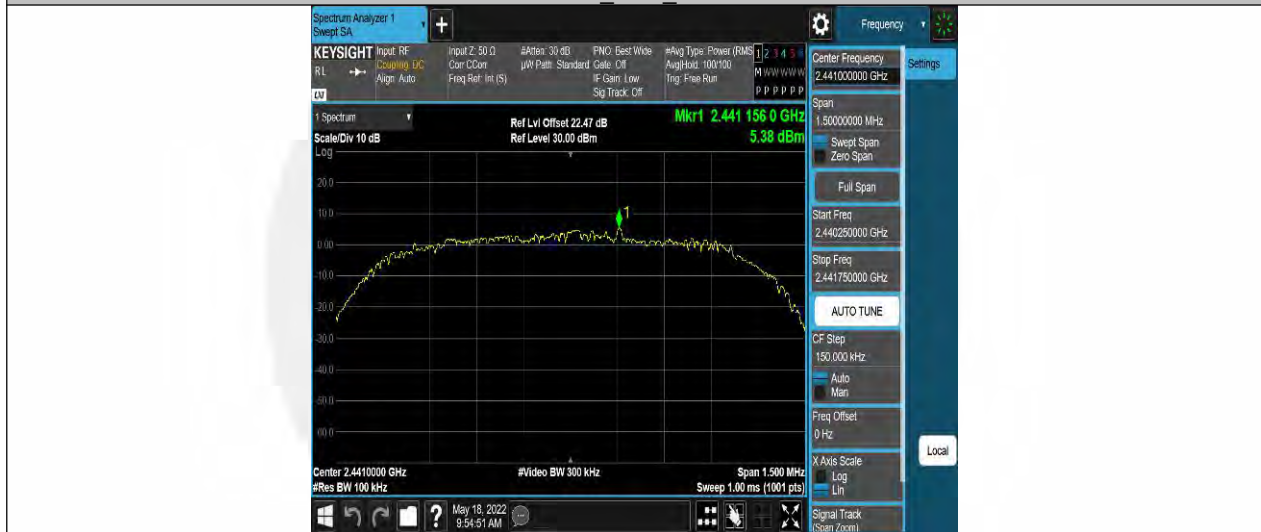 Spectrum Analyzer 1
Swept SA
+
Frequency
KEYSIGHT
RL
Input: RF
Coupling: DC
Align: Auto
Input Z: 50 Ω
Corr CCorr
Freq Ref: Int (S)
#Atten: 30 dB
µW Path: Standard
PNO: Best Wide
Gate: Off
IF Gain: Low
Sig Track: Off
#Avg Type: Power (RMS
Avg|Hold: 100/100
Trig: Free Run
1 2 3 4 5 6
M W W W W W
P P P P P P
1 Spectrum
Scale/Div 10 dB
Ref Lvl Offset 22.47 dB
Ref Level 30.00 dBm
Mkr1 2.441 156 0 GHz
5.38 dBm
Log
20.0
10.0
0.00
-10.0
-20.0
-30.0
-40.0
-50.0
-60.0
1
Center 2.4410000 GHz
#Res BW 100 kHz
#Video BW 300 kHz
Span 1.500 MHz
Sweep 1.00 ms (1001 pts)
?
May 18, 2022
9:54:51 AM
Center Frequency
2.441000000 GHz
Settings
Span
1.50000000 MHz
Swept Span
Zero Span
Full Span
Start Freq
2.440250000 GHz
Stop Freq
2.441750000 GHz
AUTO TUNE
CF Step
150.000 kHz
Auto
Man
Freq Offset
0 Hz
X Axis Scale
Log
Lin
Local
Signal Track
(Span Zoom)